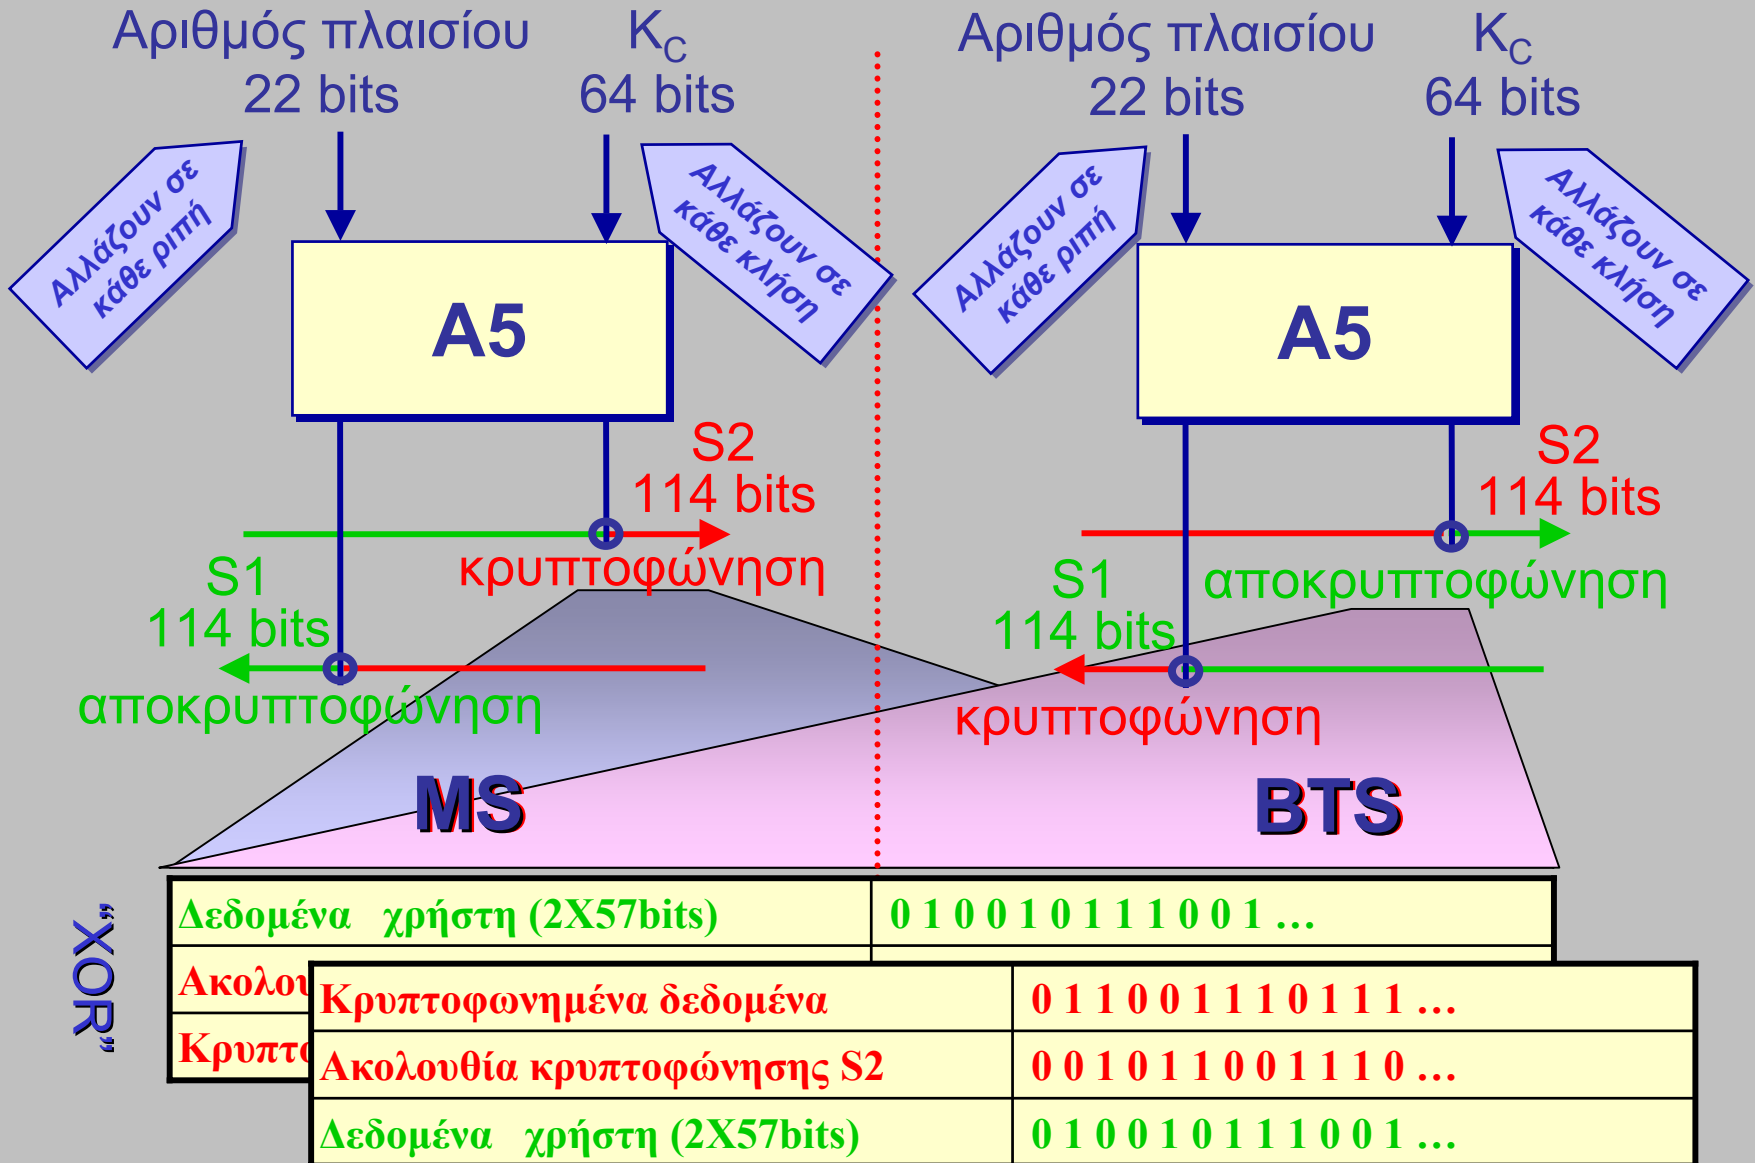 Αριθμός πλαισίου
22 bits
K_C
64 bits
Αλλάζουν σε
κάθε ριπή
Αλλάζουν σε
κάθε κλήση
A5
S2
114 bits
κρυπτοφώνηση
S1
114 bits
αποκρυπτοφώνηση
MS
Αριθμός πλαισίου
22 bits
K_C
64 bits
Αλλάζουν σε
κάθε ριπή
Αλλάζουν σε
κάθε κλήση
A5
S2
114 bits
αποκρυπτοφώνηση
S1
114 bits
κρυπτοφώνηση
BTS
“XOR”
Δεδομένα χρήστη (2X57bits) 0 1 0 0 1 0 1 1 1 0 0 1 ...
Κρυπτοφωνημένα δεδομένα 0 1 1 0 0 1 1 1 0 1 1 1 ...
Ακολουθία κρυπτοφώνησης S2 0 0 1 0 1 1 0 0 1 1 1 0 ...
Δεδομένα χρήστη (2X57bits) 0 1 0 0 1 0 1 1 1 0 0 1 ...